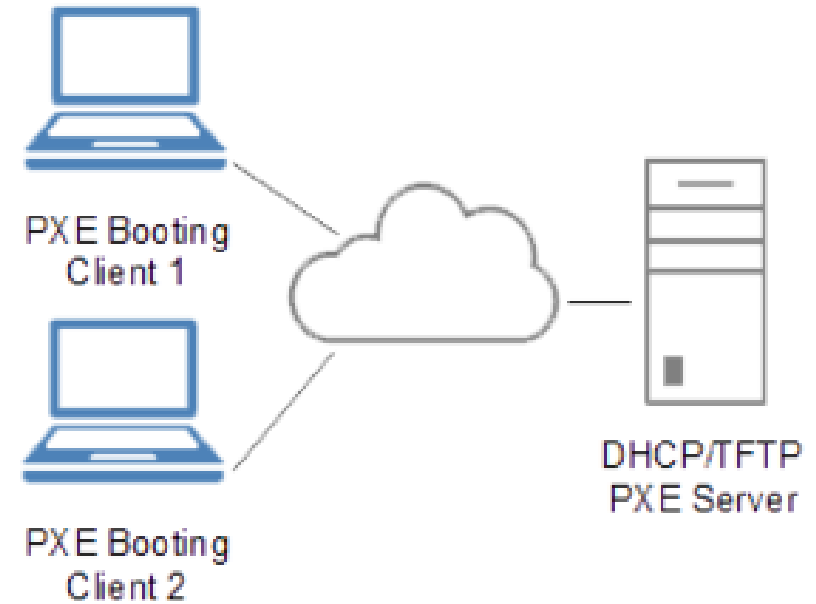 PXE Booting
Client 1
PXE Booting
Client 2
DHCP/TFTP
PXE Server